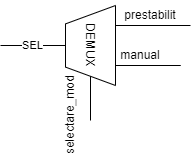 prestabilit
SEL
DEMUX
manual
selectare_mod